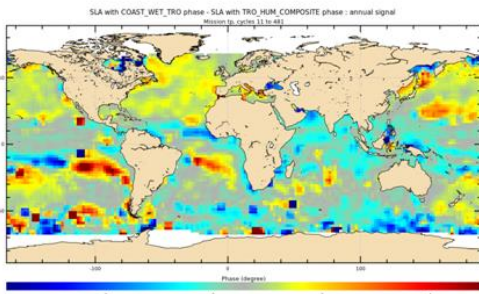 SLA with COAST_WET_TRO phase - SLA with TRO_HUM_COMPOSITE phase : annual signal
Mission tp, cycles 11 to 481
0
-100
0
100
Phase (degree)